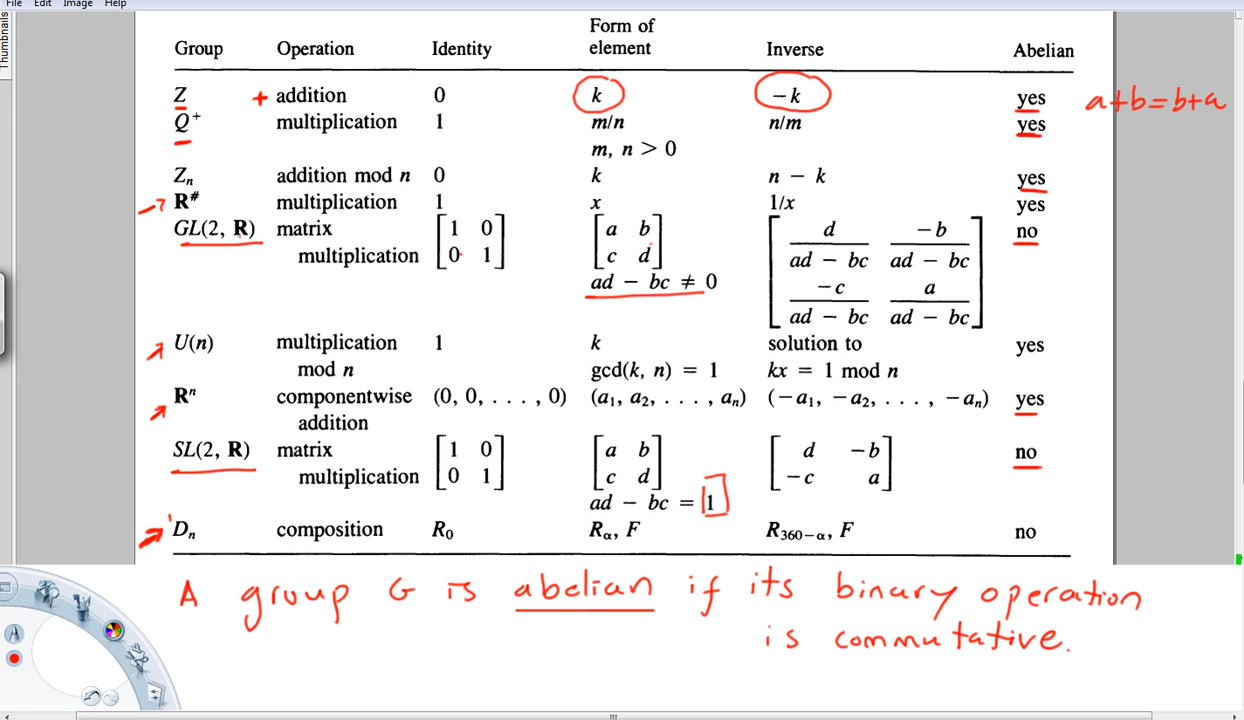 File Edit Image Help
Thumbnails
Form of
Group Operation Identity element Inverse Abelian
Z + addition 0 k −k yes a+b=b+a
Q⁺ multiplication 1 m/n n/m yes
m, n > 0
Zₙ addition mod n 0 k n − k yes
R# multiplication 1 x 1/x yes
GL(2, R) matrix [1 0 [a b [d/(ad − bc) −b/(ad − bc) no
multiplication 0 1] c d] −c/(ad − bc) a/(ad − bc)]
ad − bc ≠ 0
U(n) multiplication 1 k solution to yes
mod n gcd(k, n) = 1 kx = 1 mod n
Rⁿ componentwise (0, 0, . . . , 0) (a₁, a₂, . . . , aₙ) (−a₁, −a₂, . . . , −aₙ) yes
addition
SL(2, R) matrix [1 0 [a b [d −b no
multiplication 0 1] c d] −c a]
ad − bc = 1
Dₙ composition R₀ Rα, F R₃₆₀₋α, F no
A group G is abelian if its binary operation
is commutative.